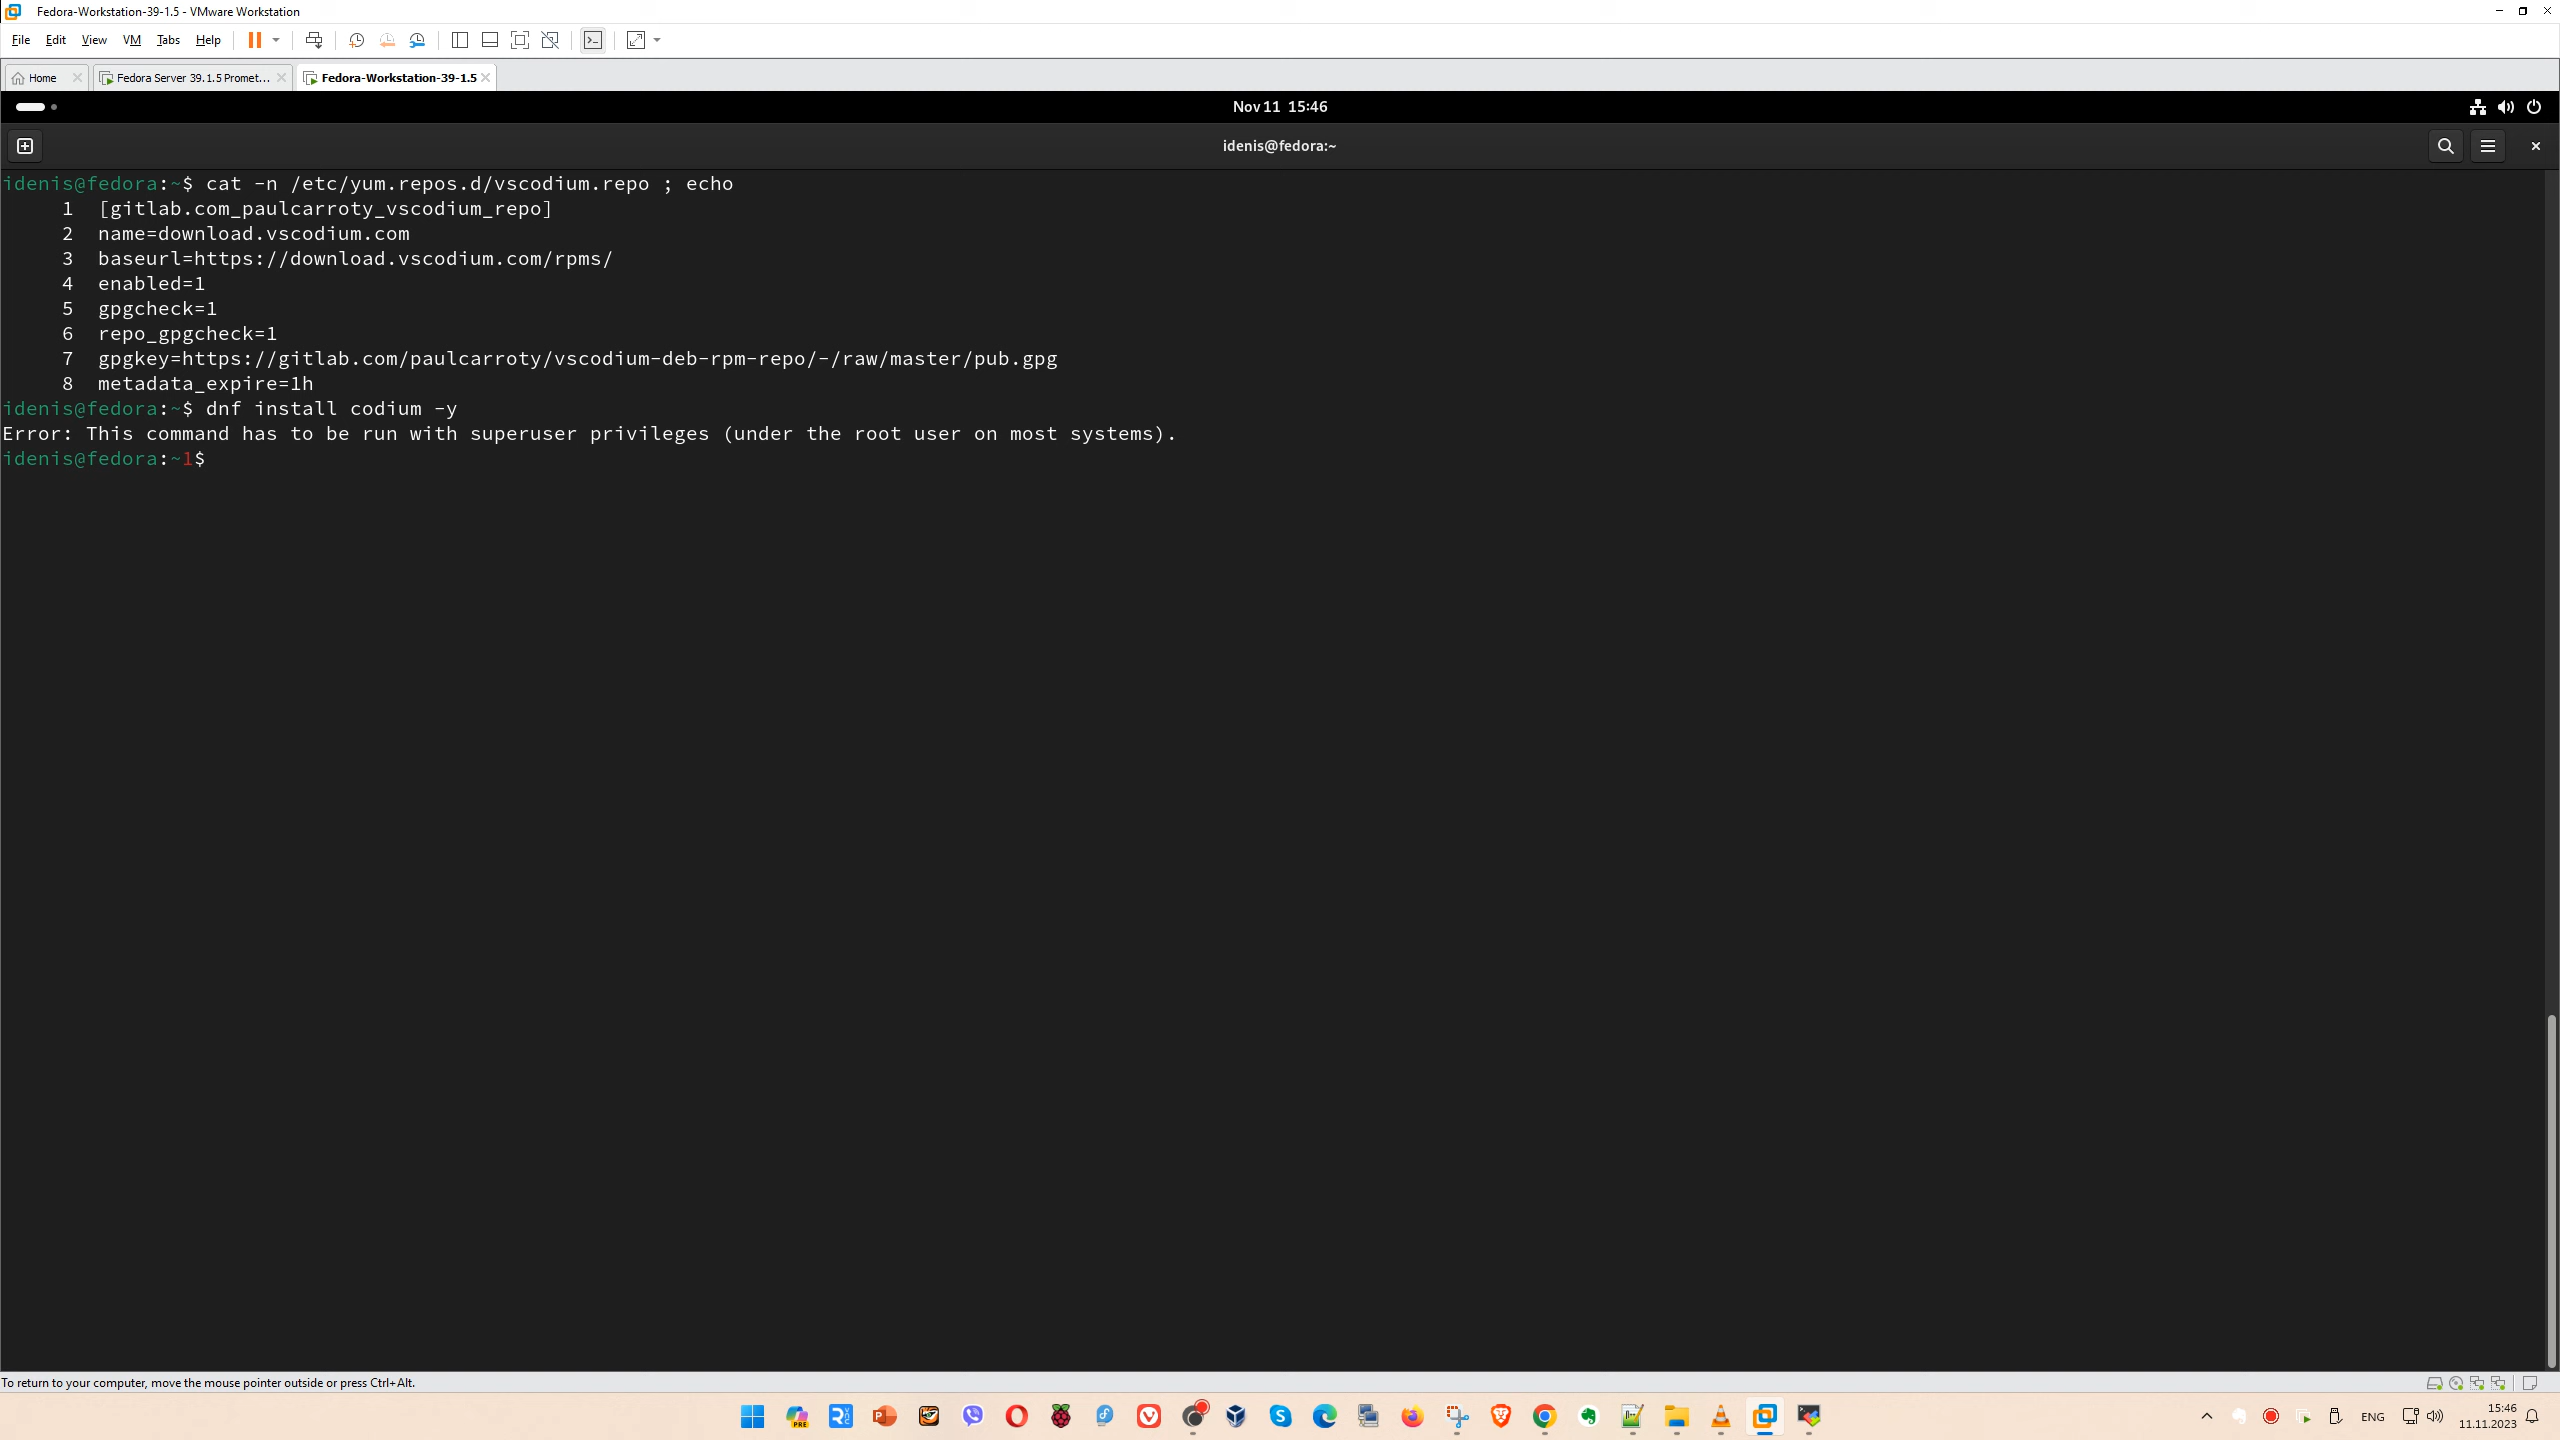 Fedora-Workstation-39-1.5 - VMware Workstation
File Edit View VM Tabs Help
Home Fedora Server 39.1.5 Promet... Fedora-Workstation-39-1.5
Nov 11 15:46
idenis@fedora:~
idenis@fedora:~$ cat -n /etc/yum.repos.d/vscodium.repo ; echo
1 [gitlab.com_paulcarroty_vscodium_repo]
2 name=download.vscodium.com
3 baseurl=https://download.vscodium.com/rpms/
4 enabled=1
5 gpgcheck=1
6 repo_gpgcheck=1
7 gpgkey=https://gitlab.com/paulcarroty/vscodium-deb-rpm-repo/-/raw/master/pub.gpg
8 metadata_expire=1h
idenis@fedora:~$ dnf install codium -y
Error: This command has to be run with superuser privileges (under the root user on most systems).
idenis@fedora:~1$
To return to your computer, move the mouse pointer outside or press Ctrl+Alt.
ENG 15:46
11.11.2023